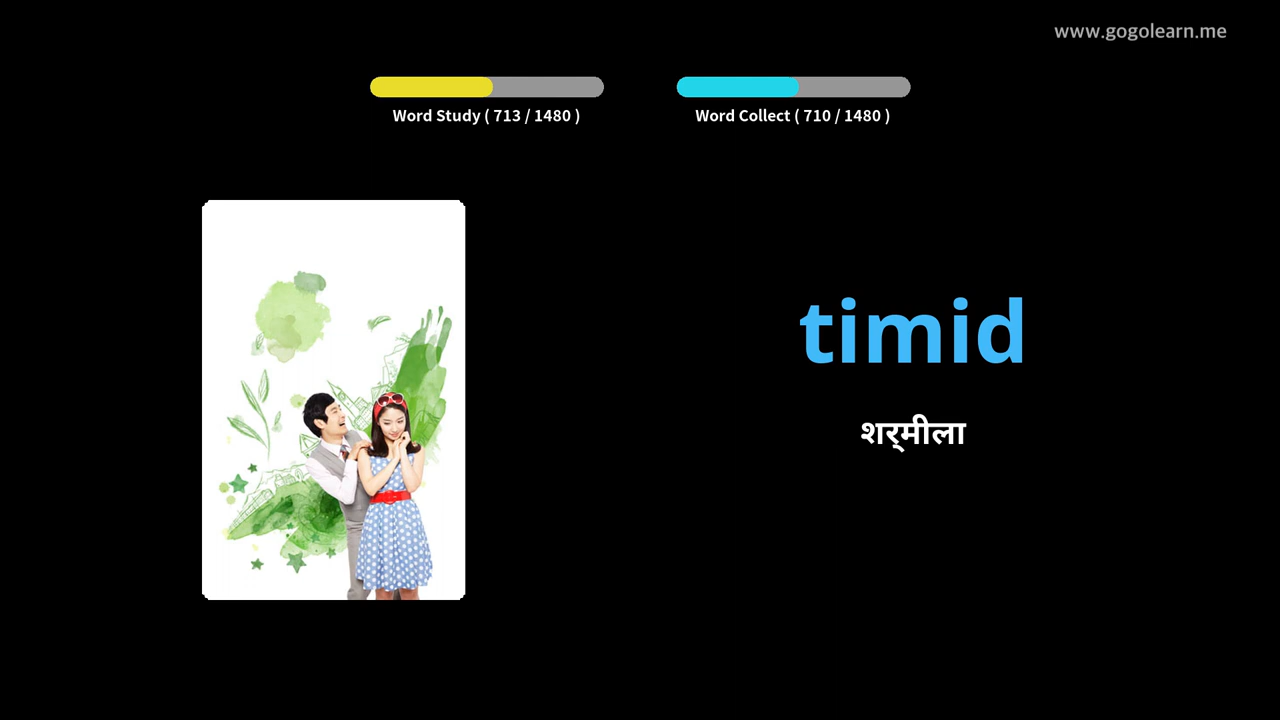 www.gogolearn.me
Word Study ( 713 / 1480 )
Word Collect ( 710 / 1480 )
timid
शर्मीला